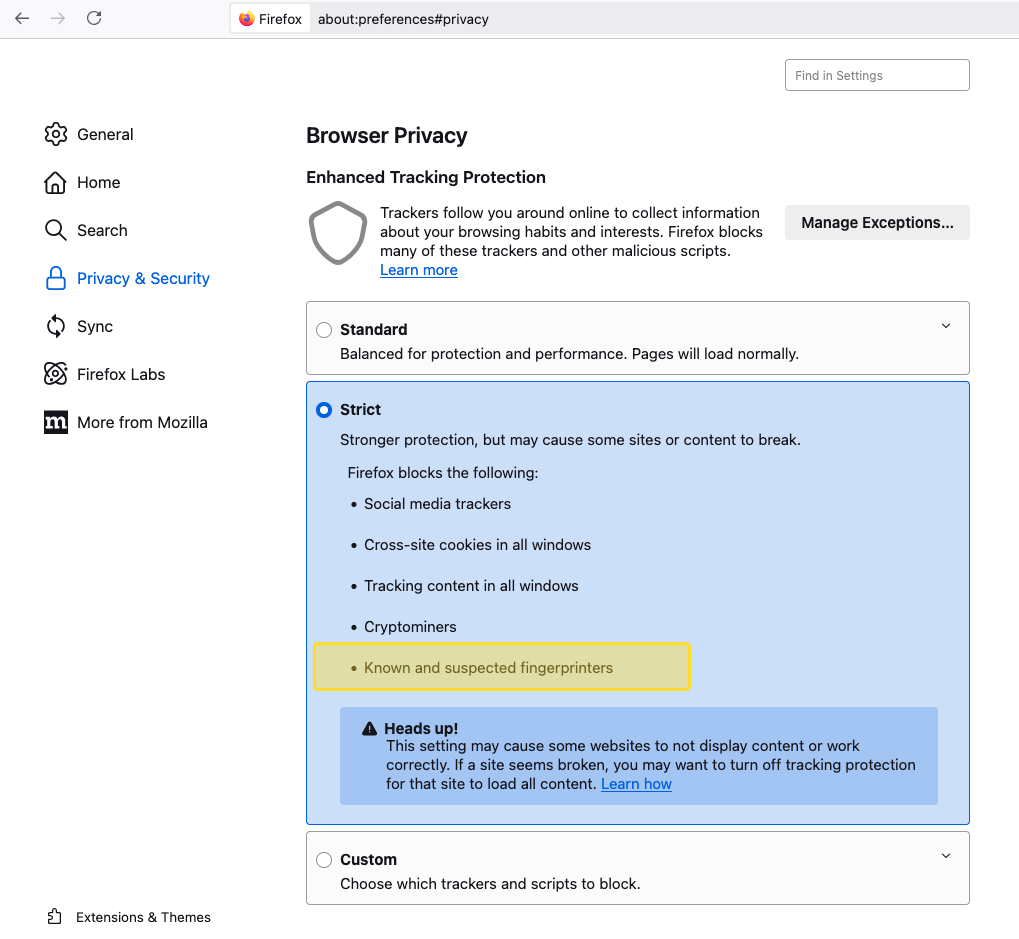 Firefox about:preferences#privacy
Find in Settings
General
Home
Search
Privacy & Security
Sync
Firefox Labs
m More from Mozilla
Extensions & Themes
Browser Privacy
Enhanced Tracking Protection
Trackers follow you around online to collect information
about your browsing habits and interests. Firefox blocks
many of these trackers and other malicious scripts.
Learn more
Manage Exceptions...
Standard
Balanced for protection and performance. Pages will load normally.
Strict
Stronger protection, but may cause some sites or content to break.
Firefox blocks the following:
• Social media trackers
• Cross-site cookies in all windows
• Tracking content in all windows
• Cryptominers
• Known and suspected fingerprinters
Heads up!
This setting may cause some websites to not display content or work
correctly. If a site seems broken, you may want to turn off tracking protection
for that site to load all content. Learn how
Custom
Choose which trackers and scripts to block.